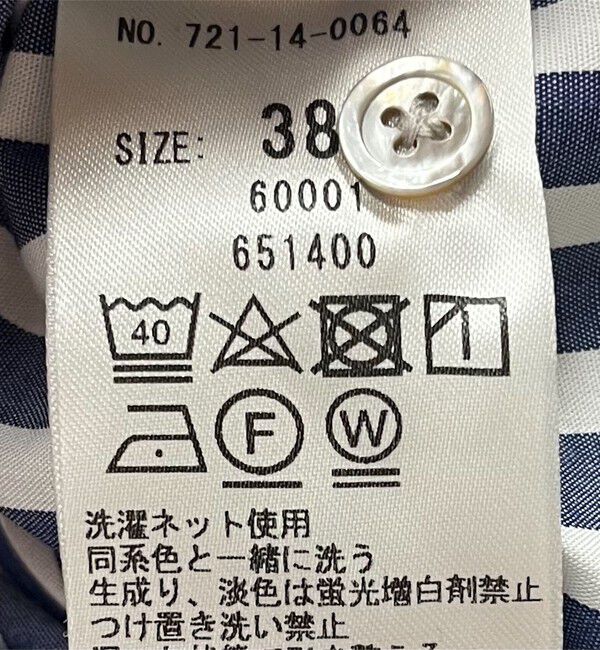 NO. 721-14-0064
SIZE: 38
60001
651400
40
F
W
洗濯ネット使用
同系色と一緒に洗う
生成り、淡色は蛍光増白剤禁止
つけ置き洗い禁止